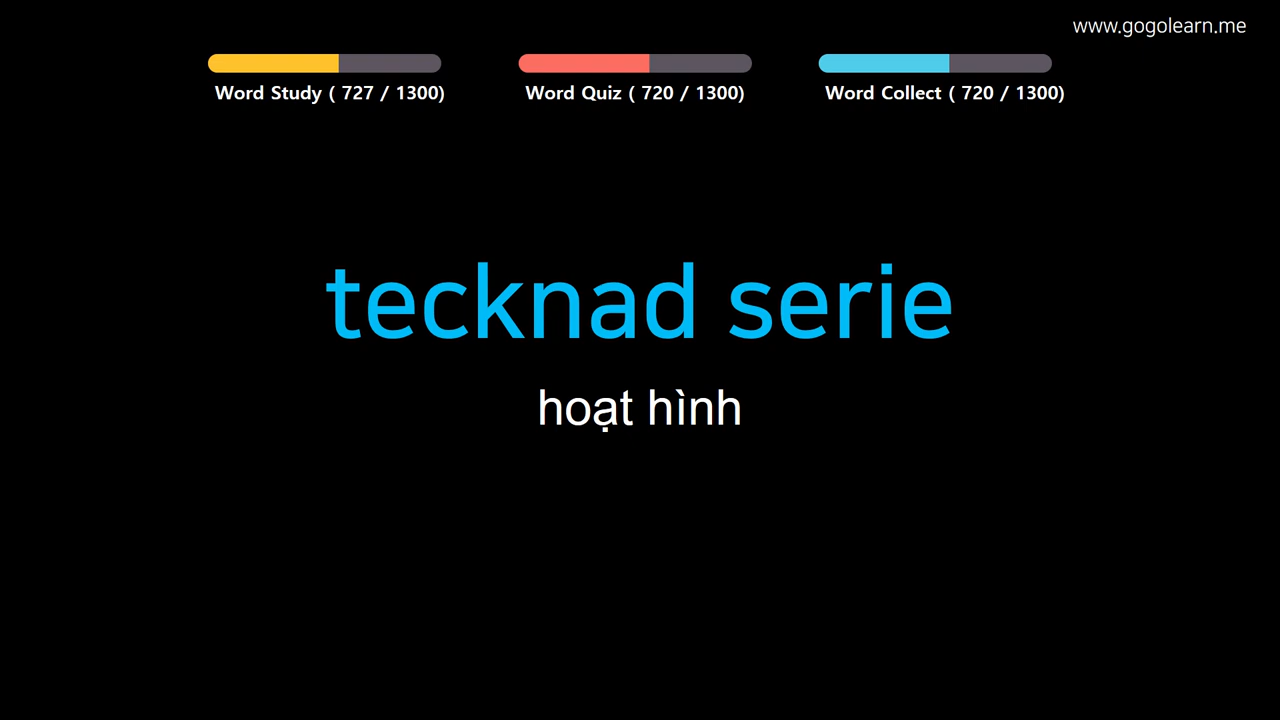 www.gogolearn.me
Word Study ( 727 / 1300)
Word Quiz ( 720 / 1300)
Word Collect ( 720 / 1300)
tecknad serie
hoạt hình